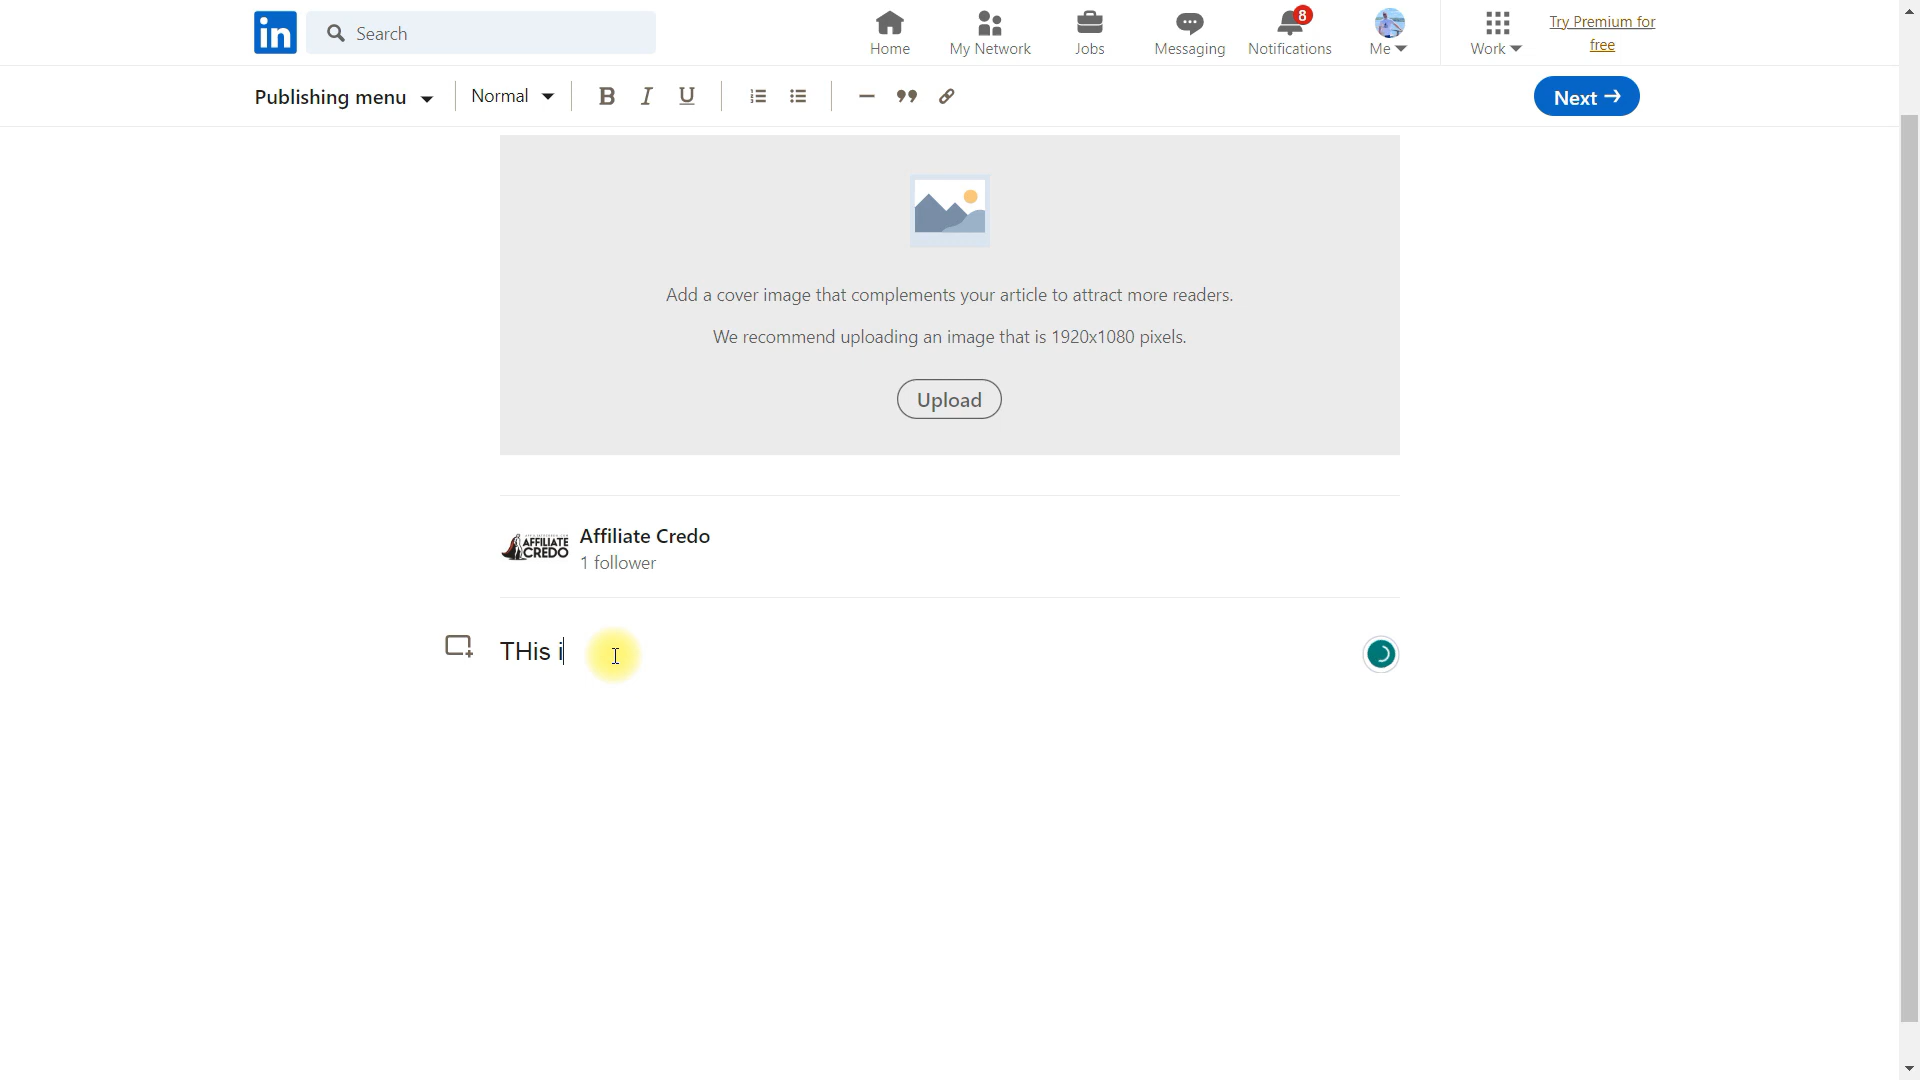 in
Search
Home
My Network
Jobs
Messaging
8
Notifications
Me
Work
Try Premium for
free
Publishing menu
Normal
B I U
Next →
Add a cover image that complements your article to attract more readers.
We recommend uploading an image that is 1920x1080 pixels.
Upload
AFFILIATE
CREDO
Affiliate Credo
1 follower
THis i